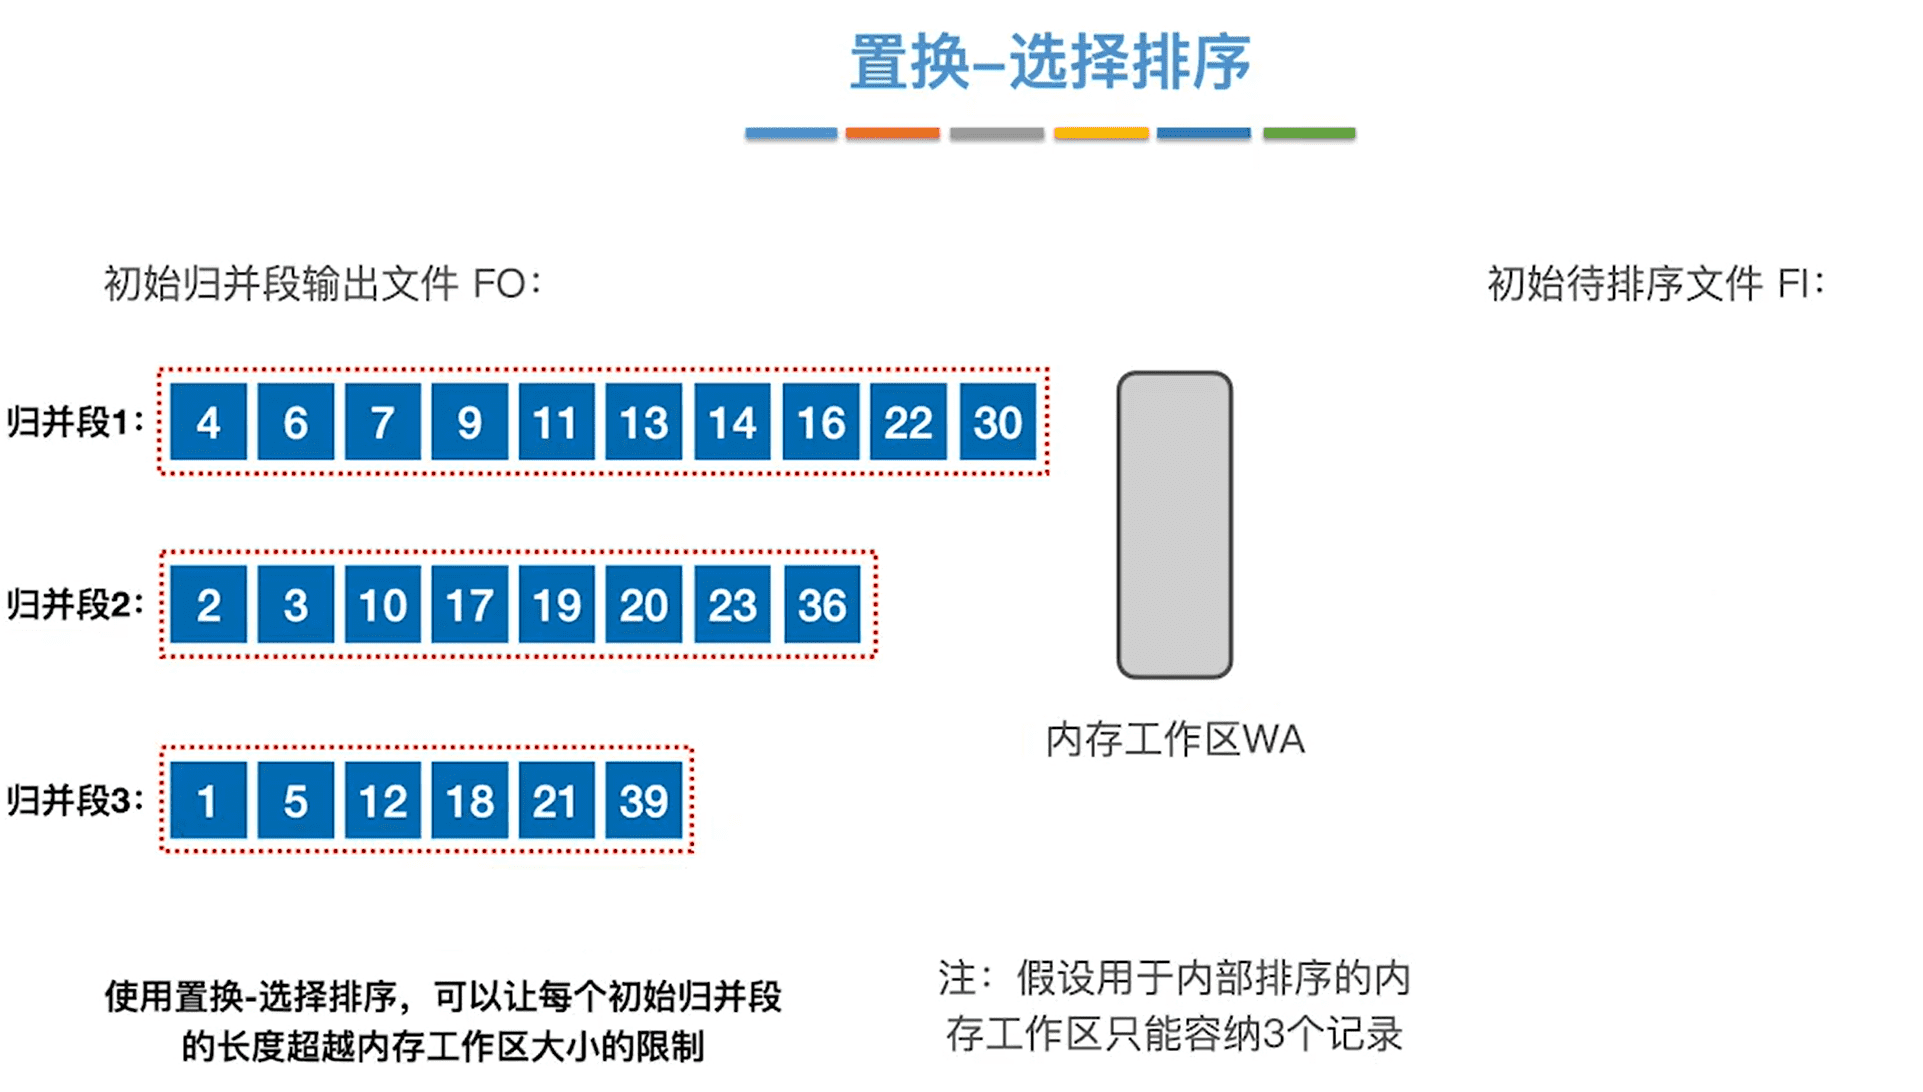 置换–选择排序
初始归并段输出文件 FO：
初始待排序文件 FI：
归并段1： 4 6 7 9 11 13 14 16 22 30
归并段2： 2 3 10 17 19 20 23 36
内存工作区WA
归并段3： 1 5 12 18 21 39
使用置换-选择排序，可以让每个初始归并段
的长度超越内存工作区大小的限制
注：假设用于内部排序的内
存工作区只能容纳3个记录